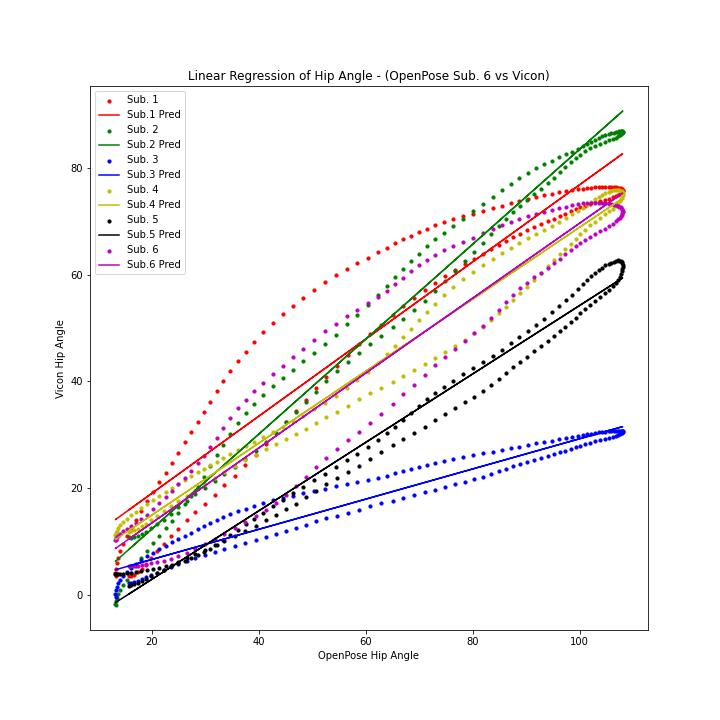 Linear Regression of Hip Angle - (OpenPose Sub. 6 vs Vicon)
Sub. 1
Sub.1 Pred
Sub. 2
Sub.2 Pred
Sub. 3
Sub.3 Pred
Sub. 4
Sub.4 Pred
Sub. 5
Sub.5 Pred
Sub. 6
Sub.6 Pred
80
60
40
20
0
Vicon Hip Angle
20 40 60 80 100
OpenPose Hip Angle